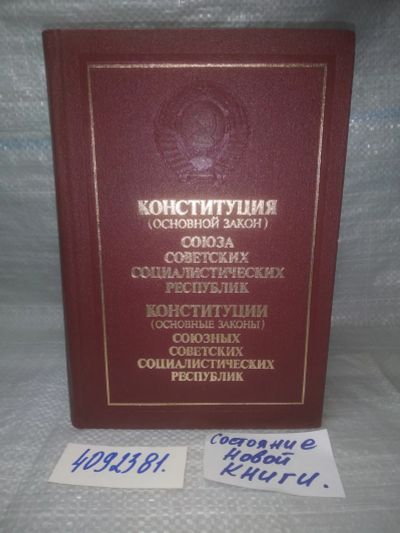 КОНСТИТУЦИЯ
(ОСНОВНОЙ ЗАКОН)
СОЮЗА
СОВЕТСКИХ
СОЦИАЛИСТИЧЕСКИХ
РЕСПУБЛИК
КОНСТИТУЦИИ
(ОСНОВНЫЕ ЗАКОНЫ)
СОЮЗНЫХ
СОВЕТСКИХ
СОЦИАЛИСТИЧЕСКИХ
РЕСПУБЛИК
4092381.
Состояние
новой
книги.